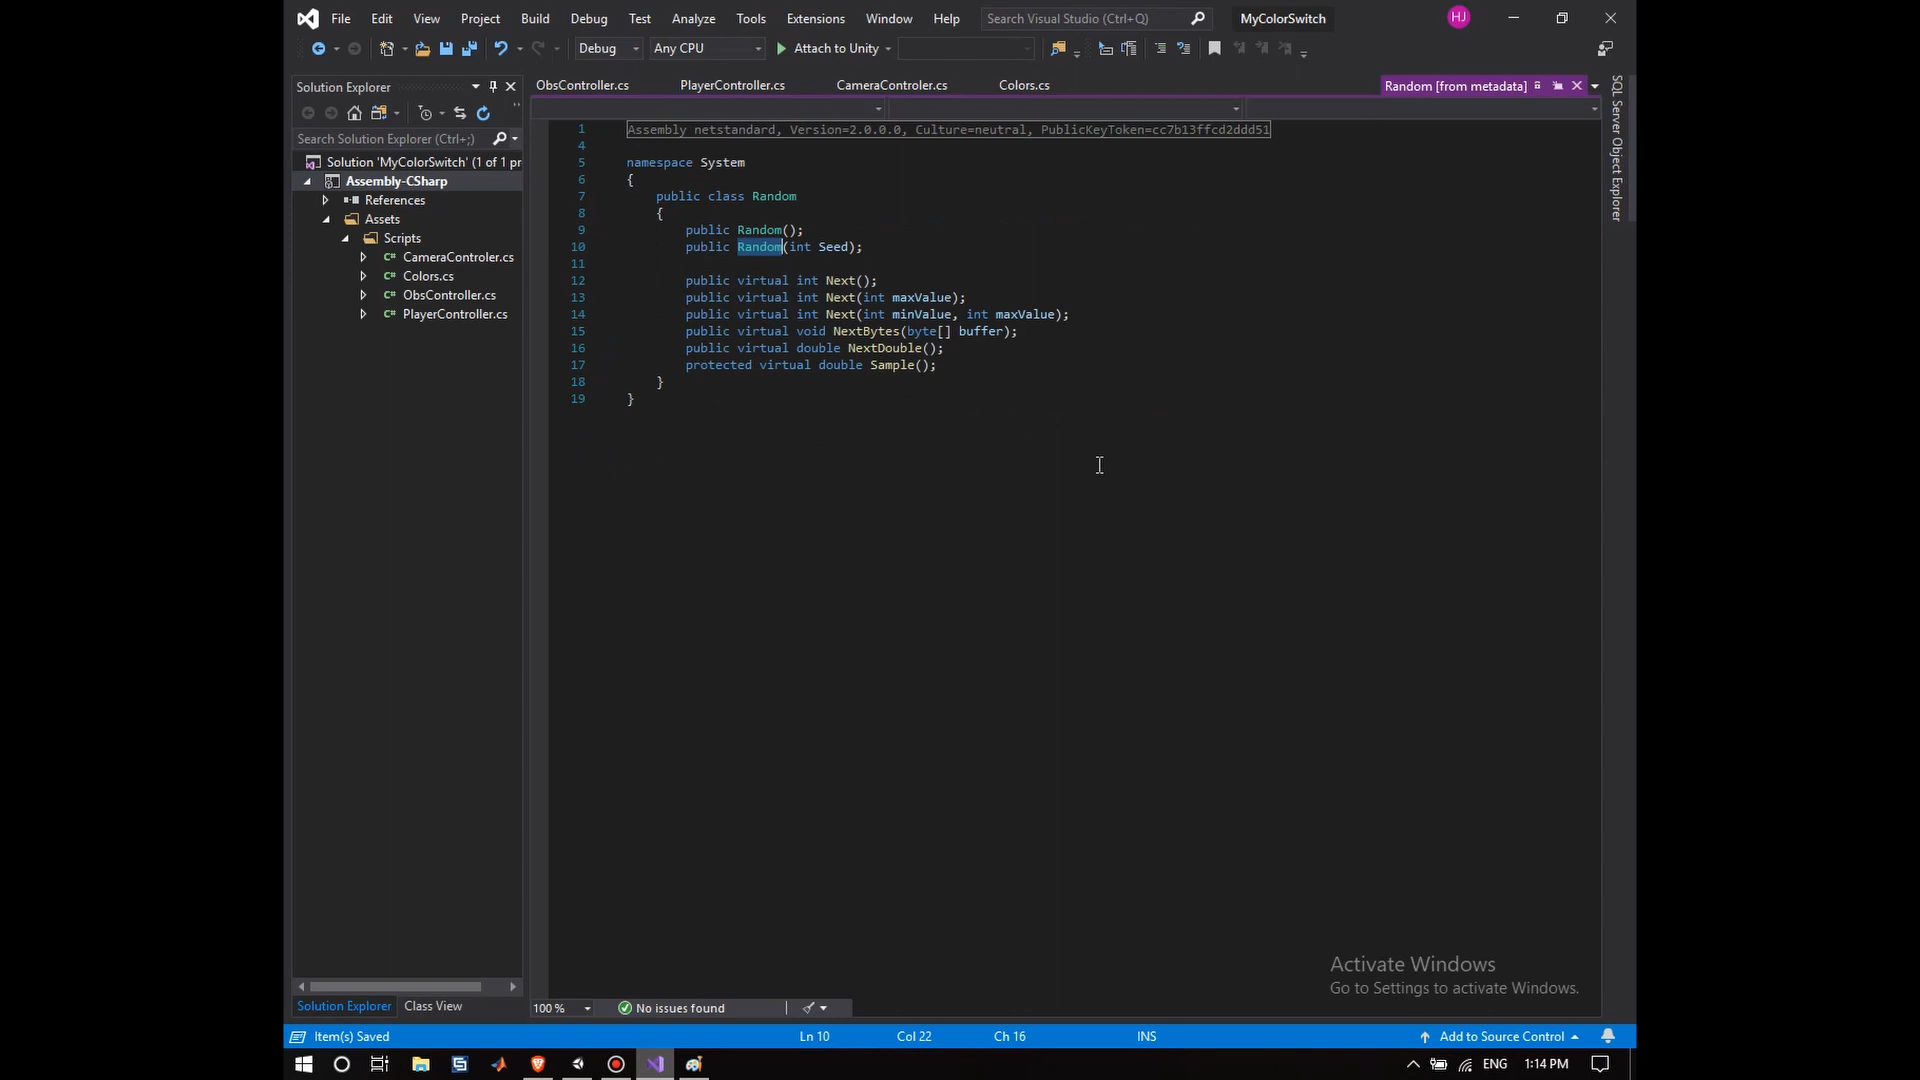 File Edit View Project Build Debug Test Analyze Tools Extensions Window Help Search Visual Studio (Ctrl+Q) MyColorSwitch HJ
Debug Any CPU Attach to Unity
Solution Explorer
Search Solution Explorer (Ctrl+;)
Solution 'MyColorSwitch' (1 of 1 pr
Assembly-CSharp
References
Assets
Scripts
CameraControler.cs
Colors.cs
ObsController.cs
PlayerController.cs
Solution Explorer Class View
ObsController.cs PlayerController.cs CameraControler.cs Colors.cs Random [from metadata]
1 Assembly netstandard, Version=2.0.0.0, Culture=neutral, PublicKeyToken=cc7b13ffcd2ddd51
4
5 namespace System
6 {
7 public class Random
8 {
9 public Random();
10 public Random(int Seed);
11
12 public virtual int Next();
13 public virtual int Next(int maxValue);
14 public virtual int Next(int minValue, int maxValue);
15 public virtual void NextBytes(byte[] buffer);
16 public virtual double NextDouble();
17 protected virtual double Sample();
18 }
19 }
SQL Server Object Explorer
Activate Windows
Go to Settings to activate Windows.
100 % No issues found
Item(s) Saved Ln 10 Col 22 Ch 16 INS Add to Source Control
ENG 1:14 PM